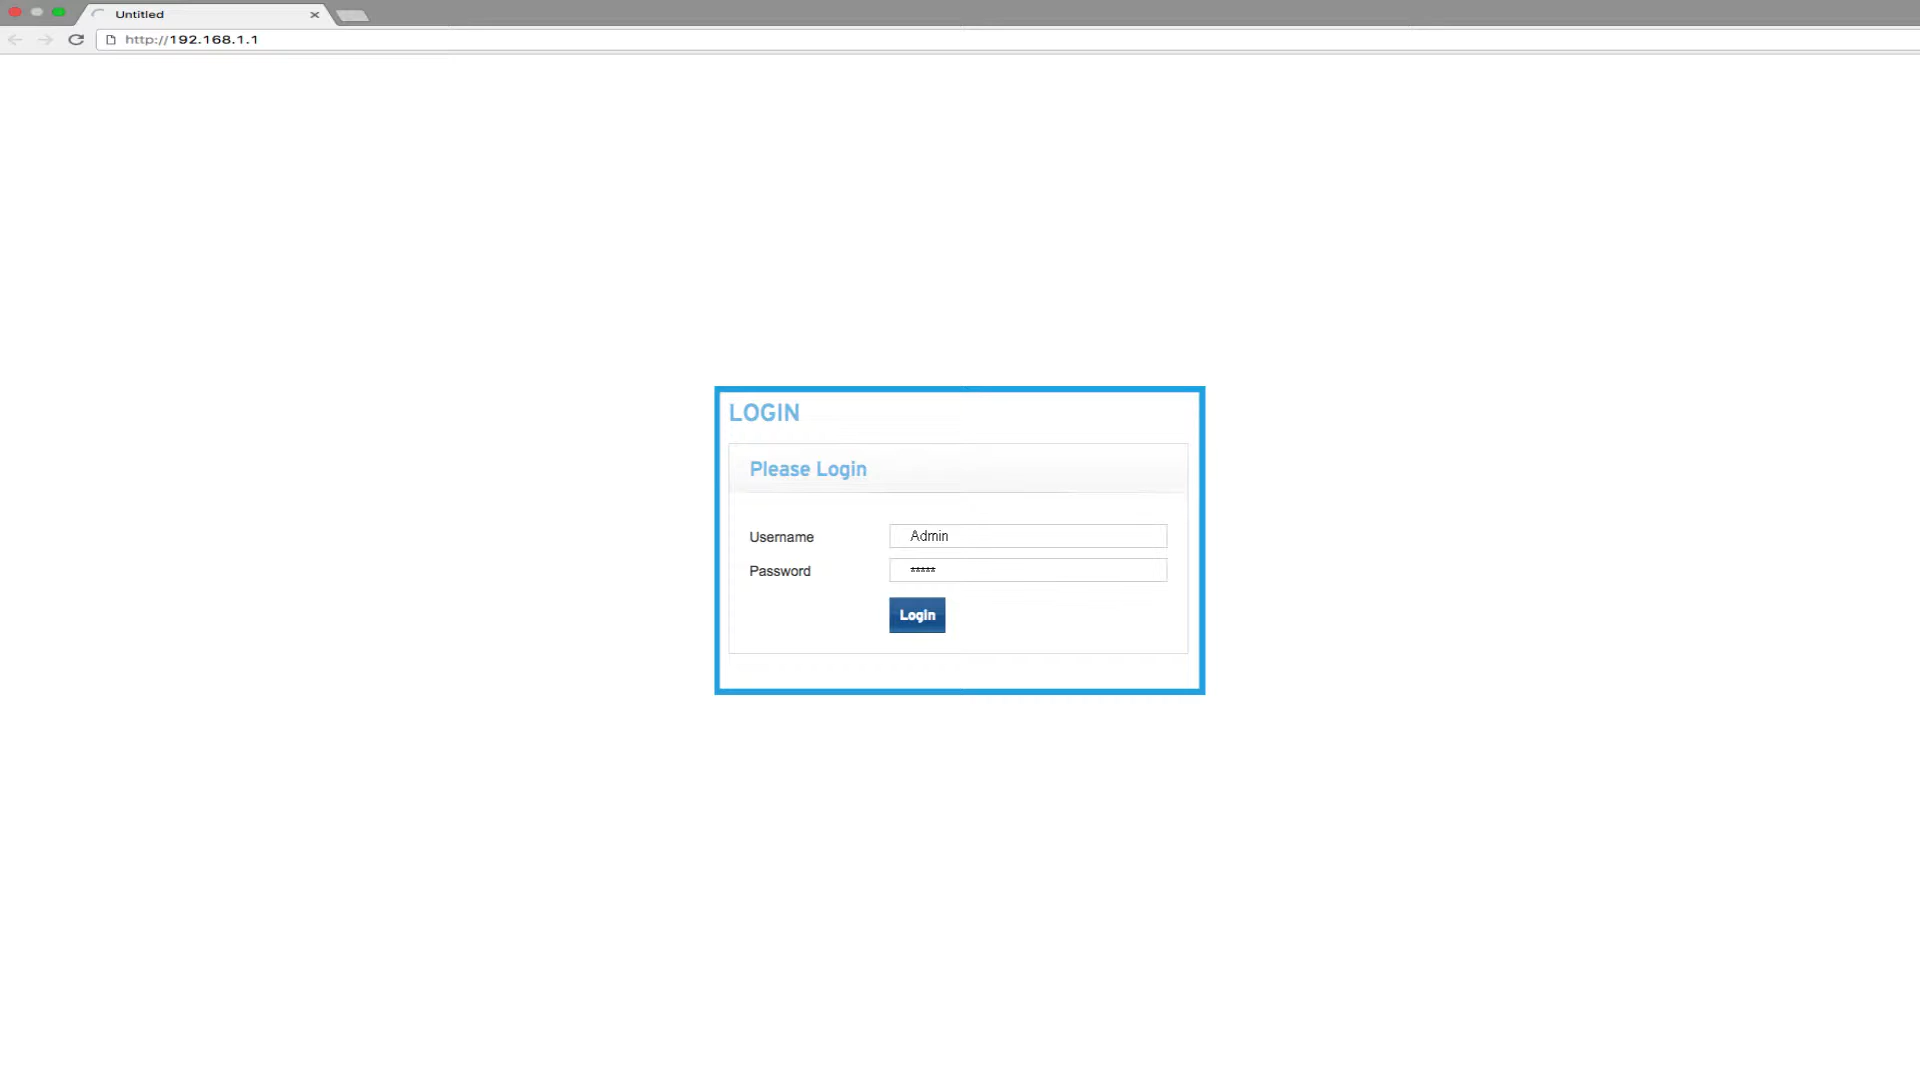 Untitled
http://192.168.1.1
LOGIN
Please Login
Username Admin
Password *****
Login